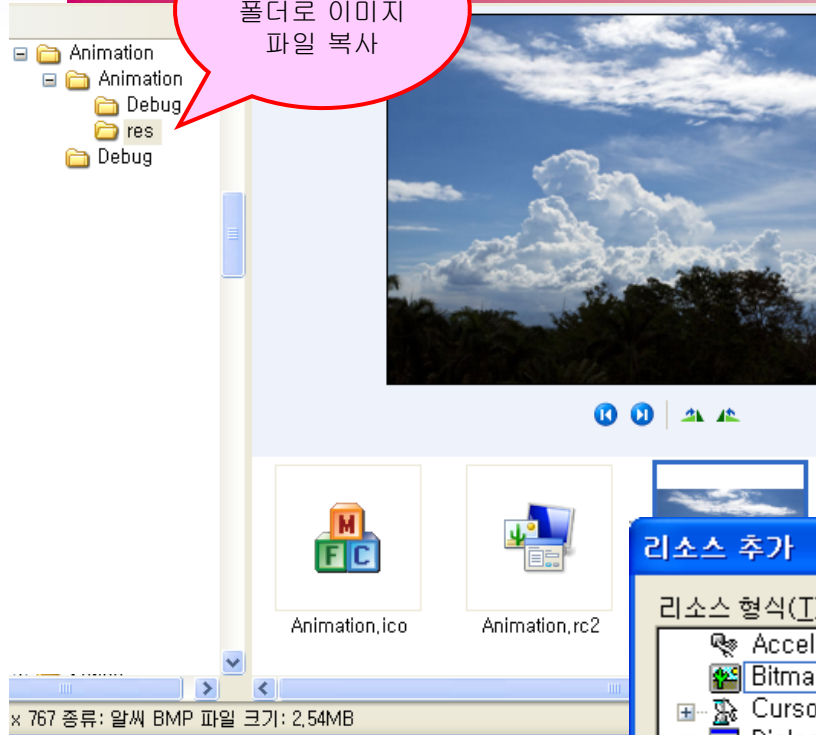 폴더로 이미지
파일 복사
Animation
Animation
Debug
res
Debug
Animation.ico
Animation.rc2
리소스 추가
리소스 형식(T)
Accel
Bitma
Curso
x 767 종류: 알씨 BMP 파일 크기: 2,54MB